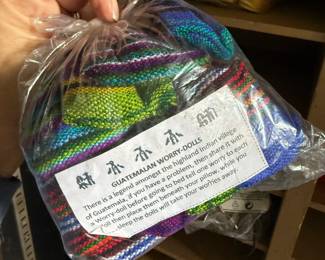 GUATEMALAN WORRY-DOLLS
There is a legend amongst the highland Indian village
of Guatemala, if you have a problem then share it with
a Worry-doll before going to bed tell one worry to each
doll then place them beneath your pillow, while you
sleep the dolls will take your worries away.